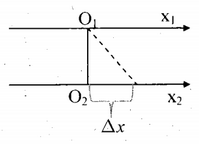 O₁ x₁
O₂ x₂
Δx